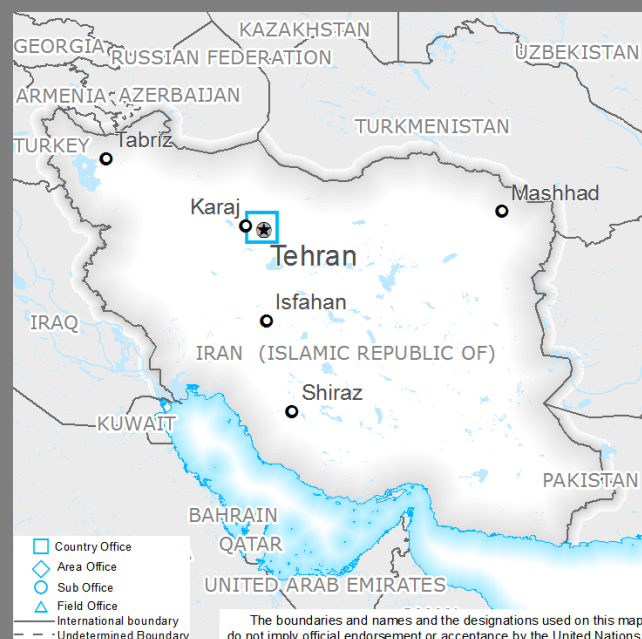 KAZAKHSTAN
GEORGIA
RUSSIAN FEDERATION
UZBEKISTAN
ARMENIA
AZERBAIJAN
TURKMENISTAN
TURKEY
Tabriz
Mashhad
Karaj
Tehran
Isfahan
IRAQ
IRAN (ISLAMIC REPUBLIC OF)
Shiraz
KUWAIT
PAKISTAN
BAHRAIN
QATAR
UNITED ARAB EMIRATES
Country Office
Area Office
Sub Office
Field Office
International boundary
Undetermined Boundary
The boundaries and names and the designations used on this map
do not imply official endorsement or acceptance by the United Nations